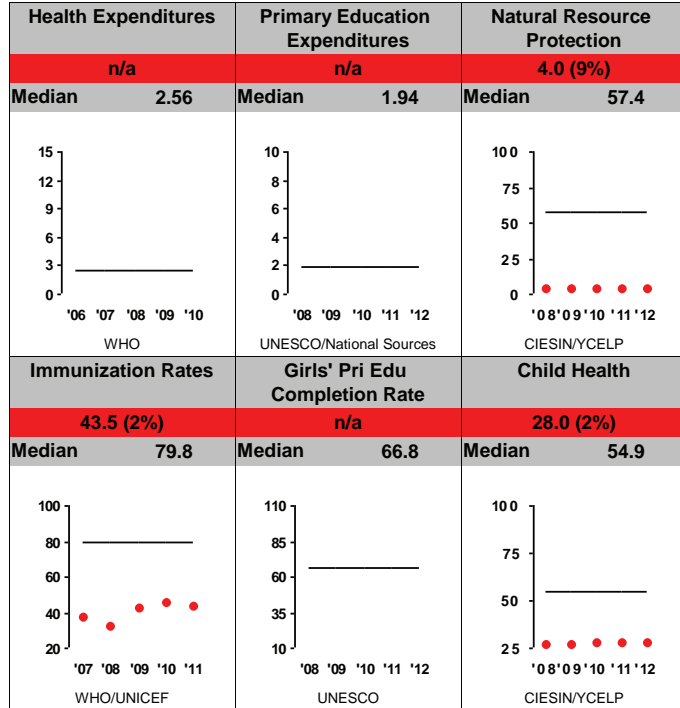 Health Expenditures
n/a
Median 2.56
15
12
9
6
3
0
'06 '07 '08 '09 '10
WHO
Primary Education
Expenditures
n/a
Median 1.94
10
8
6
4
2
0
'08 '09 '10 '11 '12
UNESCO/National Sources
Natural Resource
Protection
4.0 (9%)
Median 57.4
100
75
50
25
0
'08 '09 '10 '11 '12
CIESIN/YCELP
Immunization Rates
43.5 (2%)
Median 79.8
100
80
60
40
20
'07 '08 '09 '10 '11
WHO/UNICEF
Girls' Pri Edu
Completion Rate
n/a
Median 66.8
110
85
60
35
10
'08 '09 '10 '11 '12
UNESCO
Child Health
28.0 (2%)
Median 54.9
100
75
50
25
'08 '09 '10 '11 '12
CIESIN/YCELP